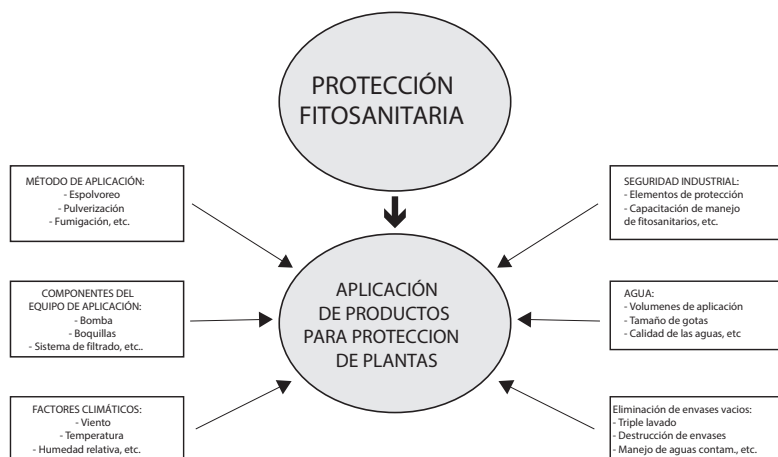 PROTECCIÓN
FITOSANITARIA
MÉTODO DE APLICACIÓN:
- Espolvoreo
- Pulverización
- Fumigación, etc.
SEGURIDAD INDUSTRIAL:
- Elementos de protección
- Capacitación de manejo
de fitosanitarios, etc.
COMPONENTES DEL
EQUIPO DE APLICACIÓN:
- Bomba
- Boquillas
- Sistema de filtrado, etc..
APLICACIÓN
DE PRODUCTOS
PARA PROTECCION
DE PLANTAS
AGUA:
- Volumenes de aplicación
- Tamaño de gotas
- Calidad de las aguas, etc
FACTORES CLIMÁTICOS:
- Viento
- Temperatura
- Humedad relativa, etc.
Eliminación de envases vacios:
- Triple lavado
- Destrucción de envases
- Manejo de aguas contam., etc.